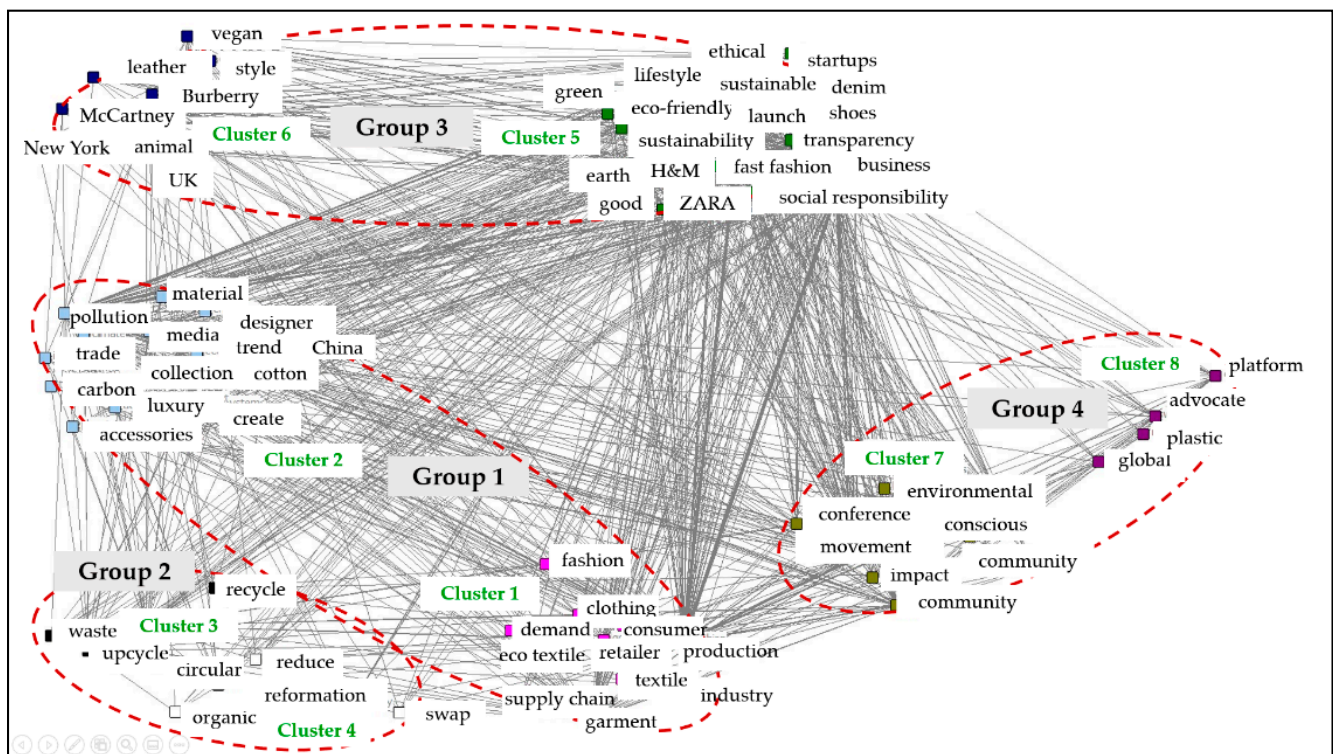 vegan
leather
style
Burberry
McCartney
Cluster 6
New York
animal
UK
Group 3
ethical
startups
lifestyle
sustainable
denim
green
eco-friendly
launch
shoes
Cluster 5
sustainability
transparency
earth
H&M
fast fashion
business
good
ZARA
social responsibility
material
pollution
media
designer
trade
trend
China
carbon
collection
cotton
luxury
create
accessories
Cluster 2
Group 1
Cluster 8
platform
Group 4
advocate
plastic
global
Cluster 7
environmental
conference
conscious
movement
community
impact
community
Group 2
recycle
waste
Cluster 3
upcycle
circular
reduce
reformation
organic
Cluster 4
swap
fashion
Cluster 1
clothing
demand
consumer
eco textile
retailer
production
textile
supply chain
industry
garment